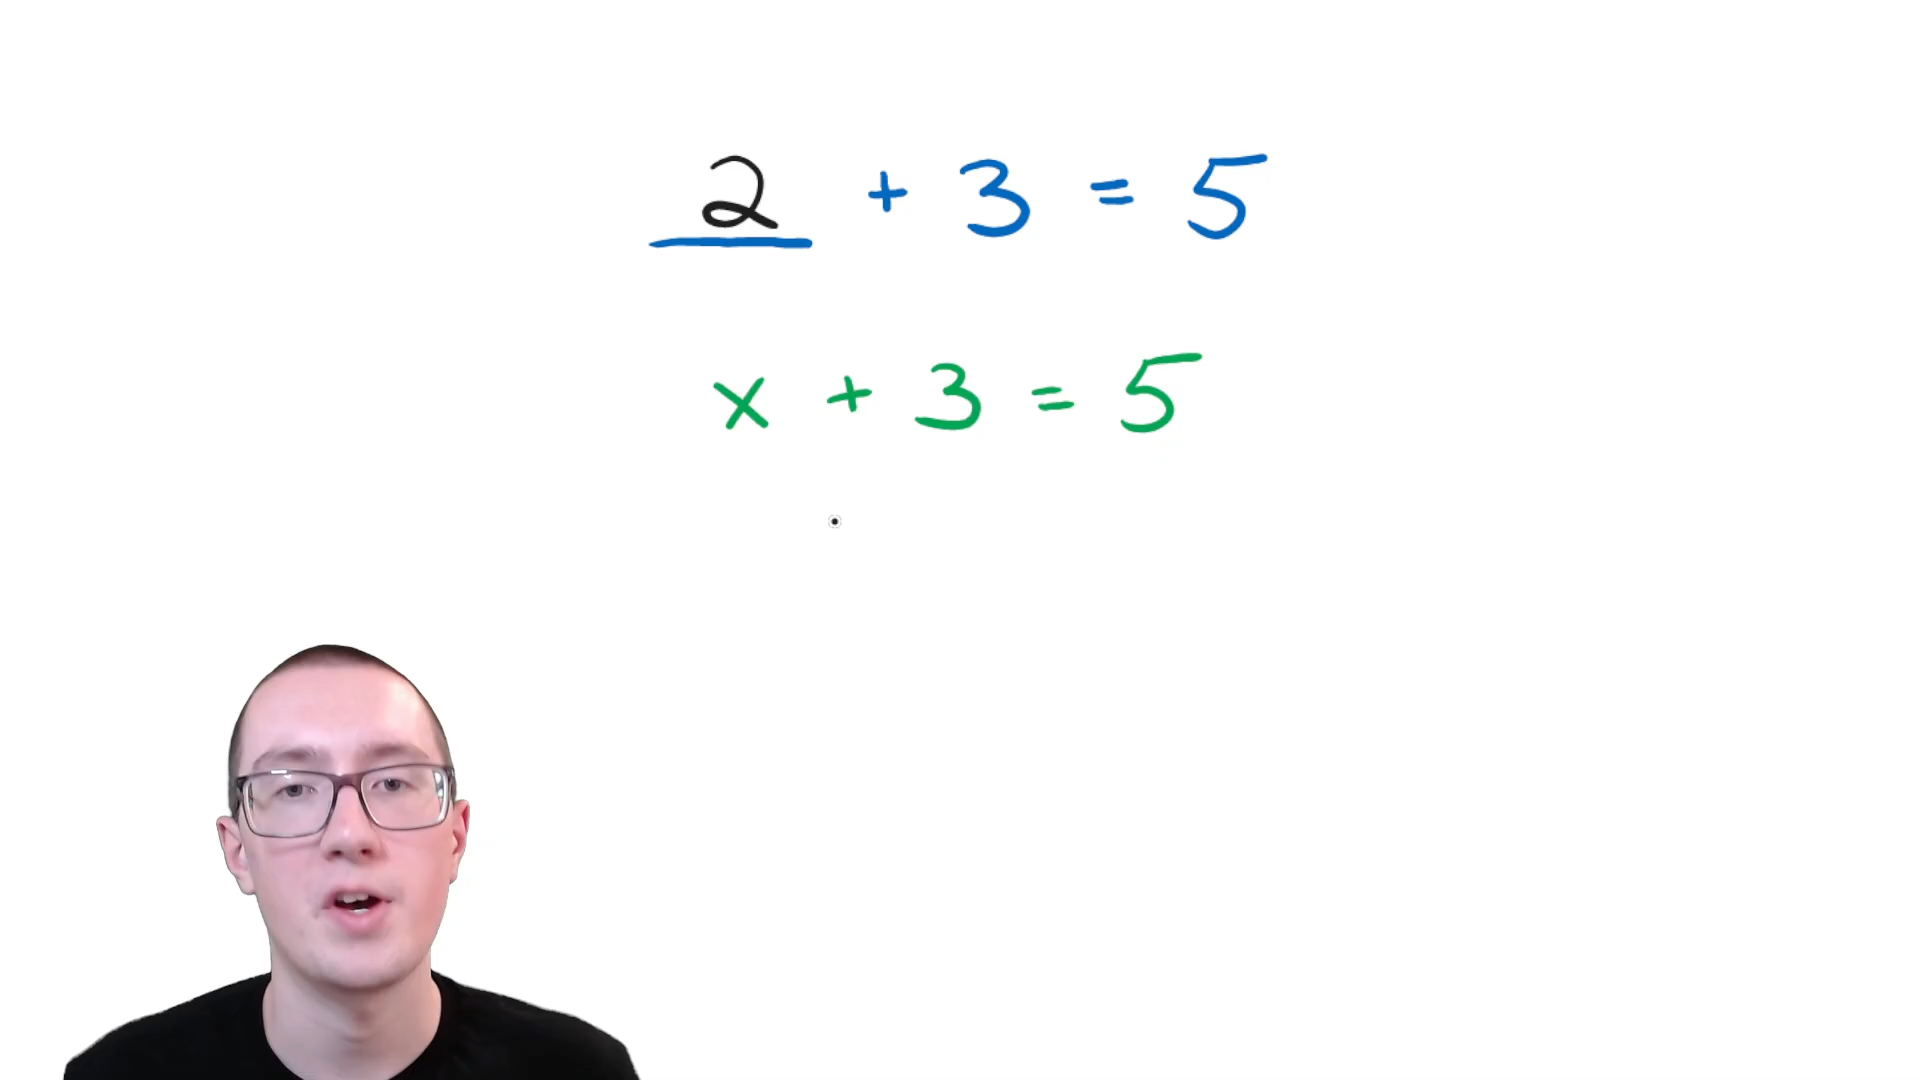 2 + 3 = 5
x + 3 = 5